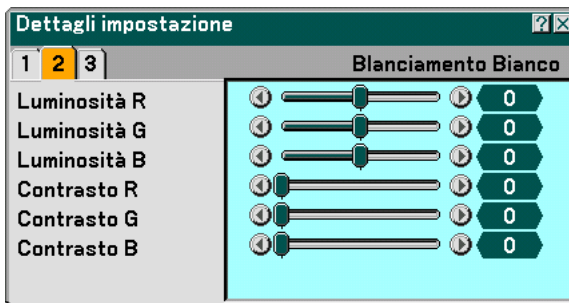 Dettagli impostazione ? X
1 2 3 Blanciamento Bianco
Luminosità R 0
Luminosità G 0
Luminosità B 0
Contrasto R 0
Contrasto G 0
Contrasto B 0